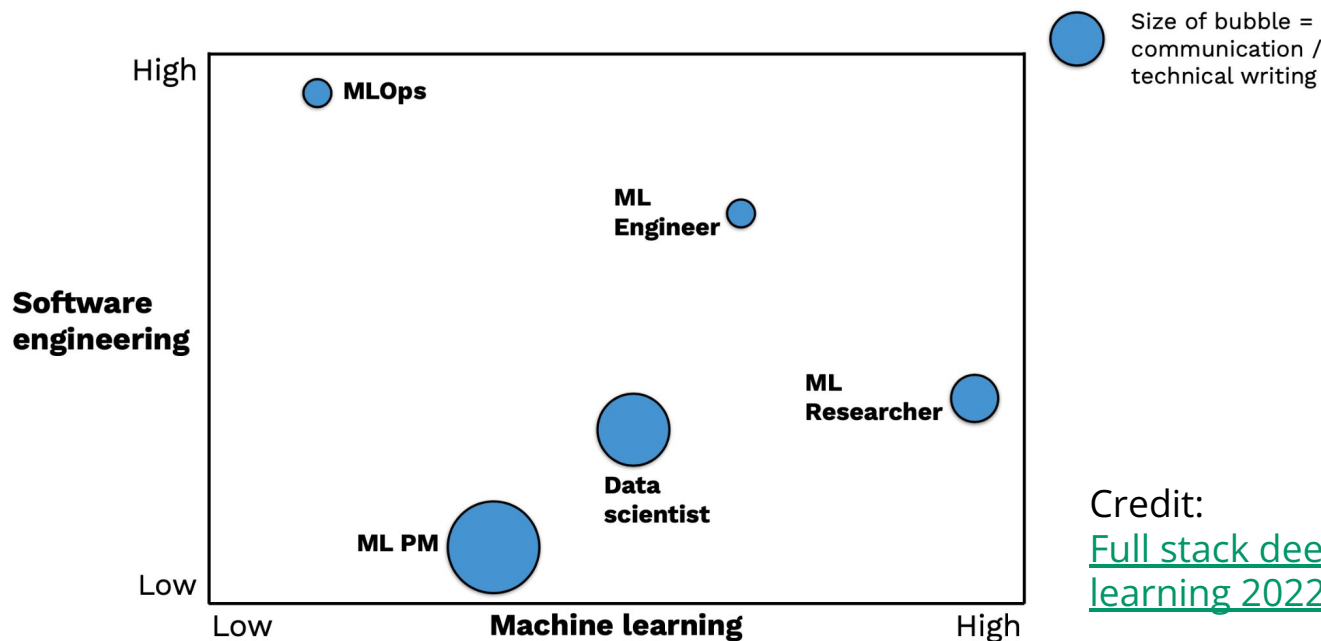 Size of bubble =
communication /
technical writing
High
MLOps
ML
Engineer
Software
engineering
ML
Researcher
Data
scientist
ML PM
Low
Low
Machine learning
High
Credit:
Full stack dee
learning 2022